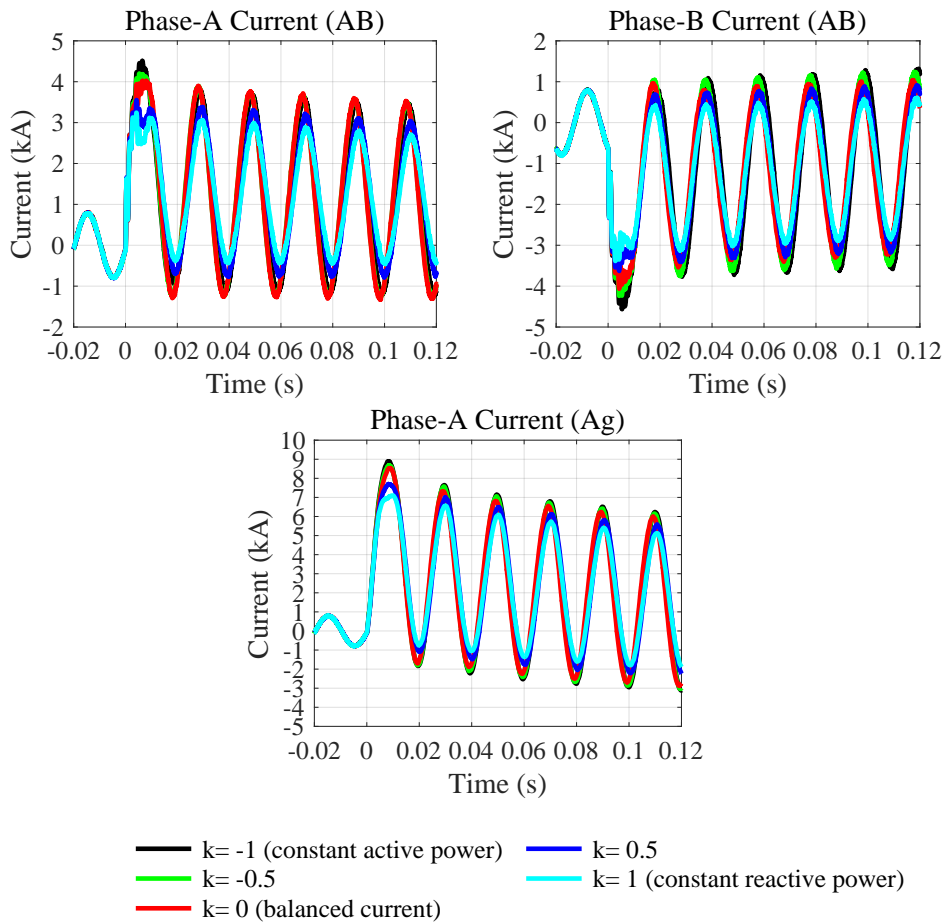 Phase-A Current (AB)
5
4
3
2
1
0
-1
-2
-0.02 0 0.02 0.04 0.06 0.08 0.1 0.12
Current (kA)
Time (s)
Phase-B Current (AB)
2
1
0
-1
-2
-3
-4
-5
-0.02 0 0.02 0.04 0.06 0.08 0.1 0.12
Current (kA)
Time (s)
Phase-A Current (Ag)
10
9
8
7
6
5
4
3
2
1
0
-1
-2
-3
-4
-5
-0.02 0 0.02 0.04 0.06 0.08 0.1 0.12
Current (kA)
Time (s)
k= -1 (constant active power)
k= -0.5
k= 0 (balanced current)
k= 0.5
k= 1 (constant reactive power)